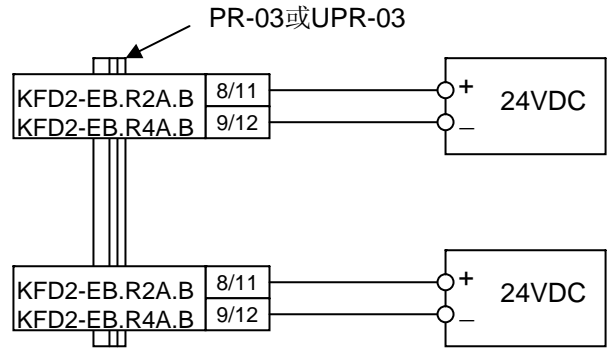 PR-03或UPR-03
KFD2-EB.R2A.B 8/11 + 24VDC
KFD2-EB.R4A.B 9/12 _
KFD2-EB.R2A.B 8/11 + 24VDC
KFD2-EB.R4A.B 9/12 _